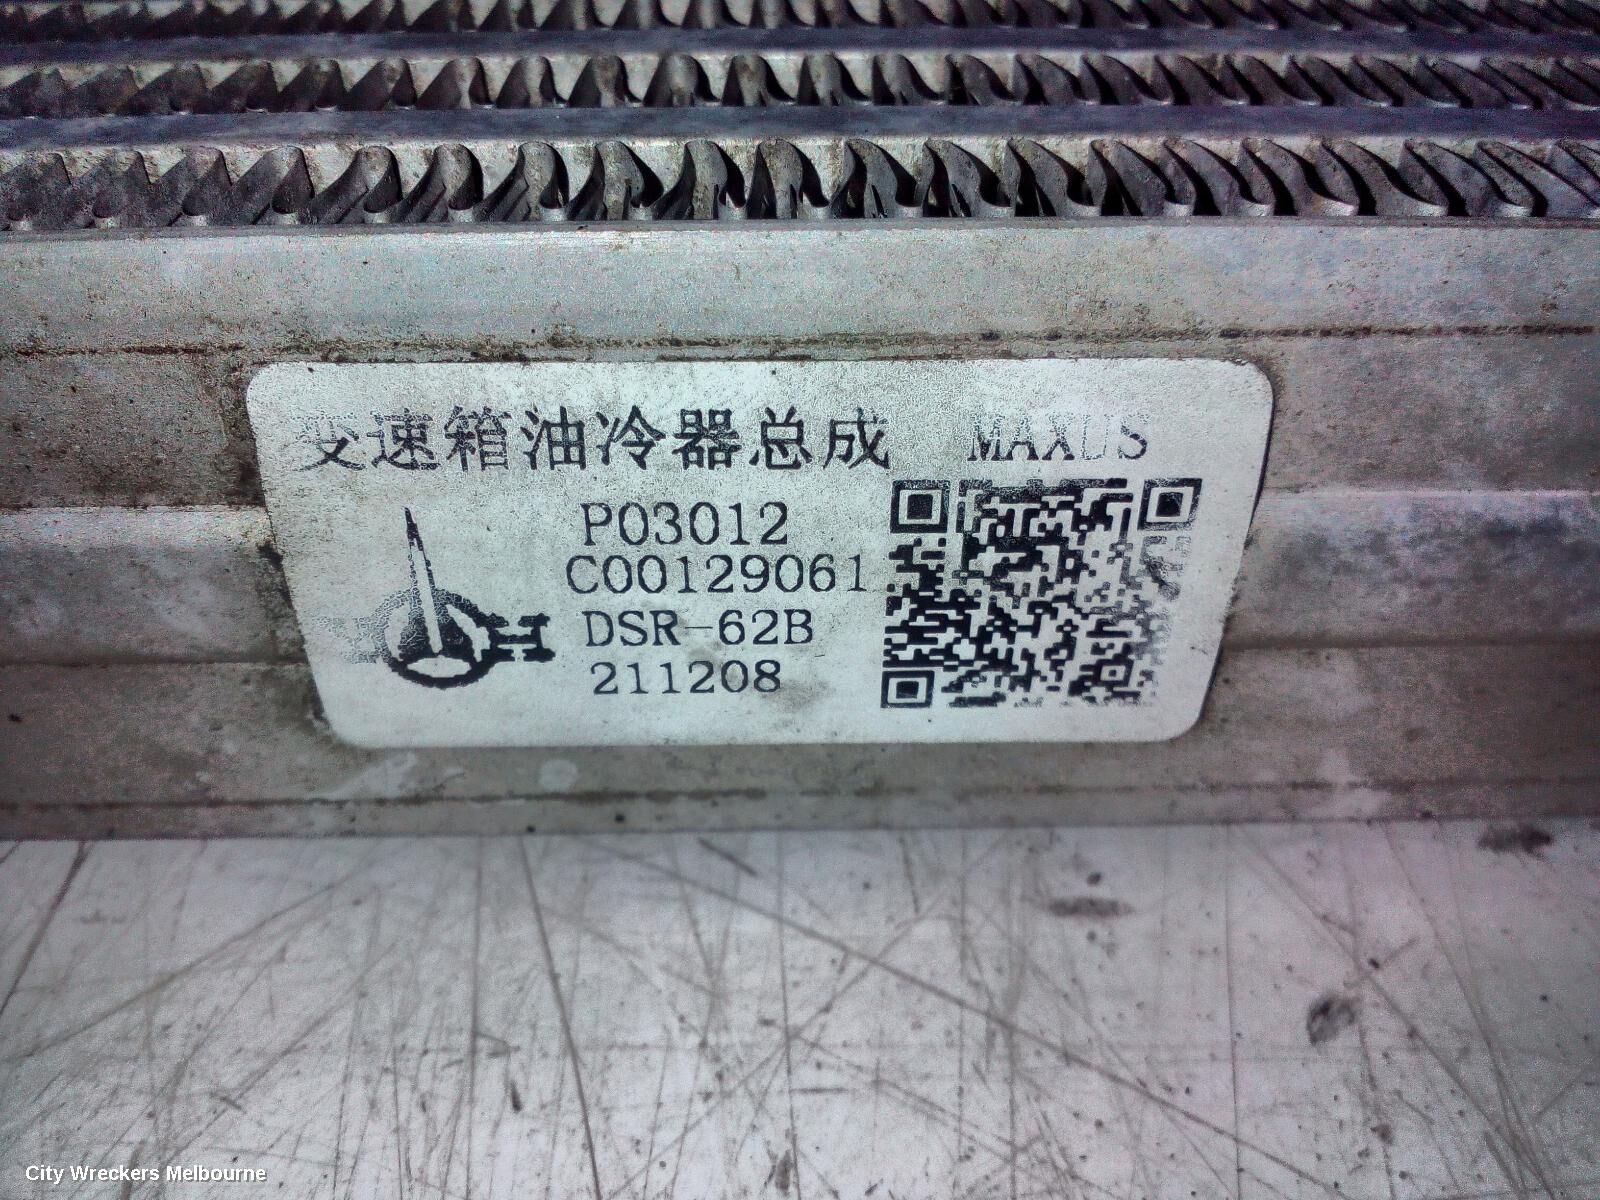 变速箱油冷器总成 MAXUS
P03012
C00129061
DSR-62B
211208
City Wreckers Melbourne